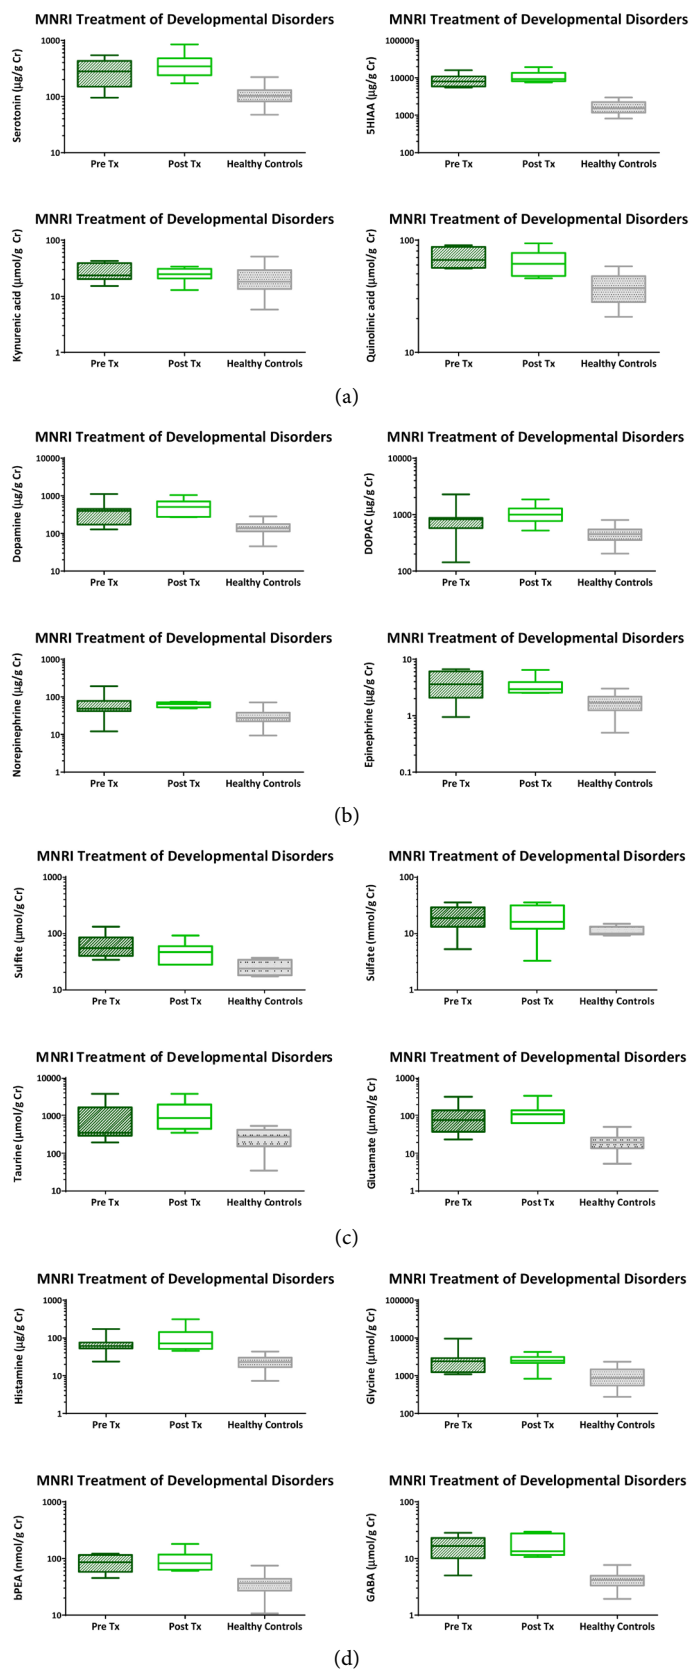 MNRI Treatment of Developmental Disorders
Serotonin (µg/g Cr)
1000
100
10
Pre Tx Post Tx Healthy Controls
MNRI Treatment of Developmental Disorders
5HIAA (µg/g Cr)
100000
10000
1000
100
Pre Tx Post Tx Healthy Controls
MNRI Treatment of Developmental Disorders
Kynurenic acid (µmol/g Cr)
100
10
1
Pre Tx Post Tx Healthy Controls
MNRI Treatment of Developmental Disorders
Quinolinic acid (µmol/g Cr)
100
10
Pre Tx Post Tx Healthy Controls
(a)
MNRI Treatment of Developmental Disorders
Dopamine (µg/g Cr)
10000
1000
100
10
Pre Tx Post Tx Healthy Controls
MNRI Treatment of Developmental Disorders
DOPAC (µg/g Cr)
10000
1000
100
Pre Tx Post Tx Healthy Controls
MNRI Treatment of Developmental Disorders
Norepinephrine (µg/g Cr)
1000
100
10
1
Pre Tx Post Tx Healthy Controls
MNRI Treatment of Developmental Disorders
Epinephrine (µg/g Cr)
10
1
0.1
Pre Tx Post Tx Healthy Controls
(b)
MNRI Treatment of Developmental Disorders
Sulfite (µmol/g Cr)
1000
100
10
Pre Tx Post Tx Healthy Controls
MNRI Treatment of Developmental Disorders
Sulfate (mmol/g Cr)
100
10
1
Pre Tx Post Tx Healthy Controls
MNRI Treatment of Developmental Disorders
Taurine (µmol/g Cr)
10000
1000
100
10
Pre Tx Post Tx Healthy Controls
MNRI Treatment of Developmental Disorders
Glutamate (µmol/g Cr)
1000
100
10
1
Pre Tx Post Tx Healthy Controls
(c)
MNRI Treatment of Developmental Disorders
Histamine (µg/g Cr)
1000
100
10
1
Pre Tx Post Tx Healthy Controls
MNRI Treatment of Developmental Disorders
Glycine (µmol/g Cr)
100000
10000
1000
100
Pre Tx Post Tx Healthy Controls
MNRI Treatment of Developmental Disorders
bPEA (nmol/g Cr)
1000
100
10
Pre Tx Post Tx Healthy Controls
MNRI Treatment of Developmental Disorders
GABA (µmol/g Cr)
100
10
1
Pre Tx Post Tx Healthy Controls
(d)